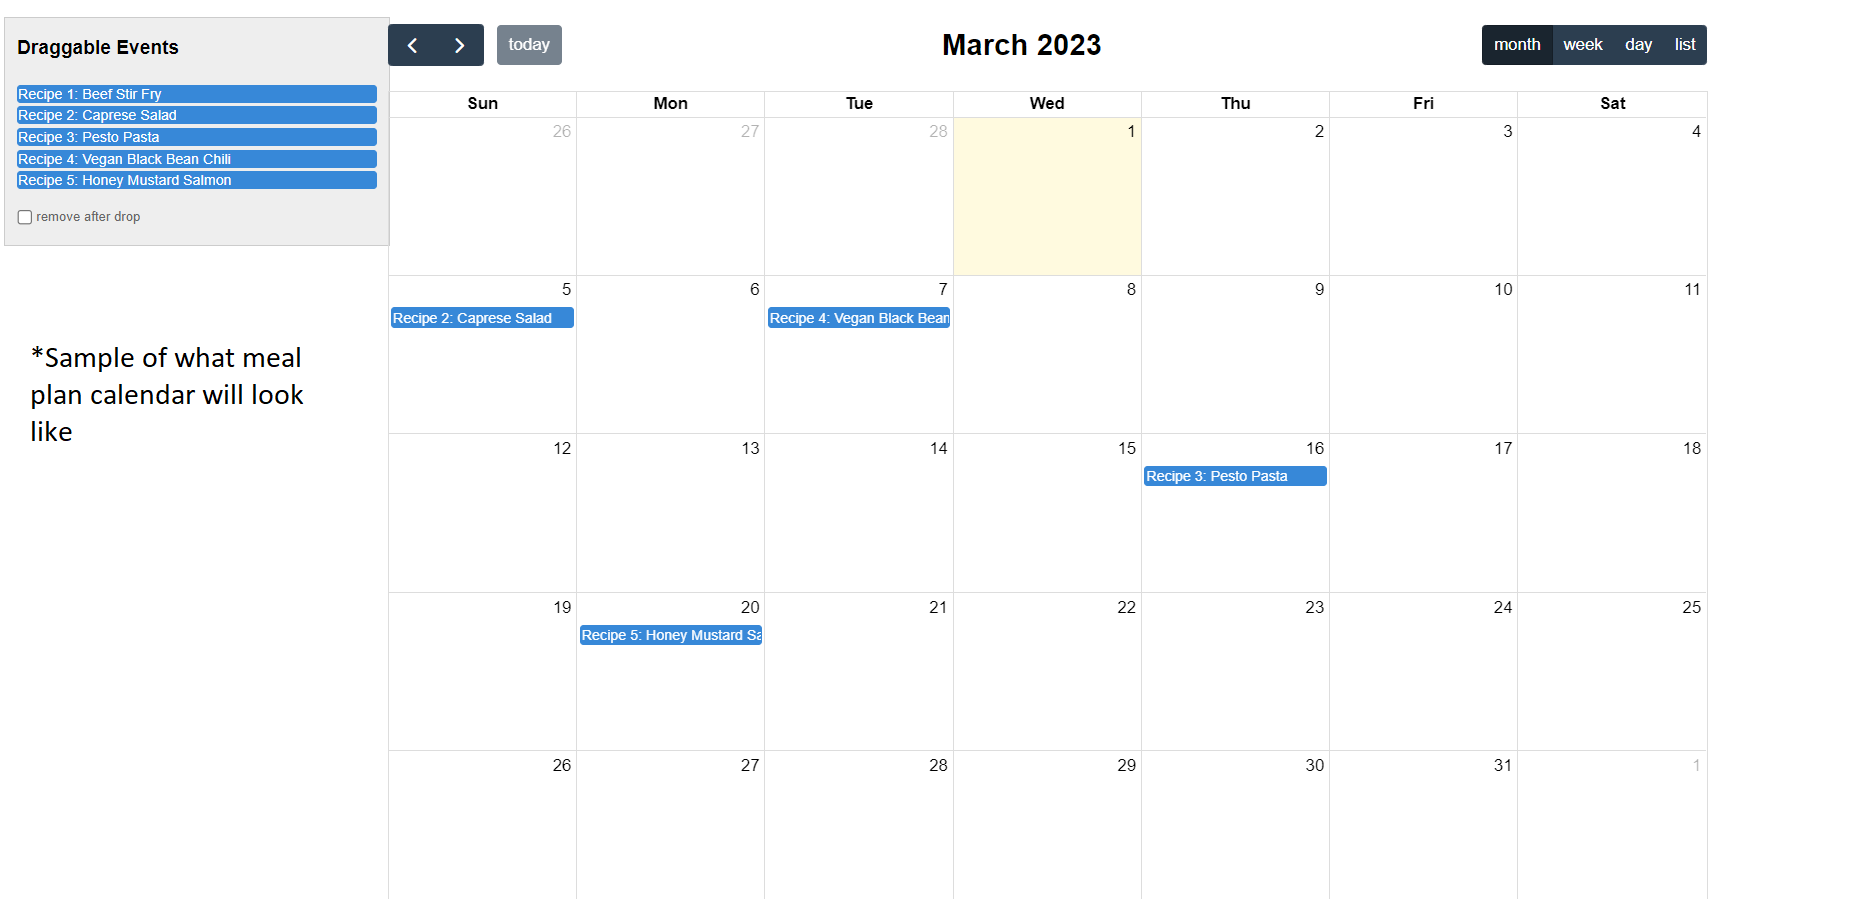 Draggable Events
Recipe 1: Beef Stir Fry
Recipe 2: Caprese Salad
Recipe 3: Pesto Pasta
Recipe 4: Vegan Black Bean Chili
Recipe 5: Honey Mustard Salmon
remove after drop
*Sample of what meal
plan calendar will look
like
today
March 2023
month week day list
Sun Mon Tue Wed Thu Fri Sat
26 27 28 1 2 3 4
5 6 7 8 9 10 11
Recipe 2: Caprese Salad Recipe 4: Vegan Black Bean
12 13 14 15 16 17 18
Recipe 3: Pesto Pasta
19 20 21 22 23 24 25
Recipe 5: Honey Mustard Sa
26 27 28 29 30 31 1